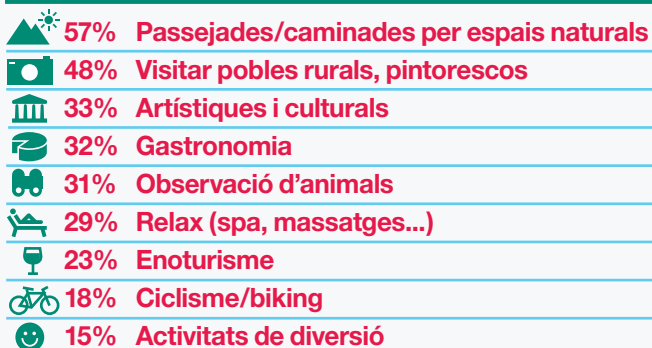 57% Passejades/caminades per espais naturals
48% Visitar pobles rurals, pintorescos
33% Artístiques i culturals
32% Gastronomia
31% Observació d'animals
29% Relax (spa, massatges...)
23% Enoturisme
18% Ciclisme/biking
15% Activitats de diversió